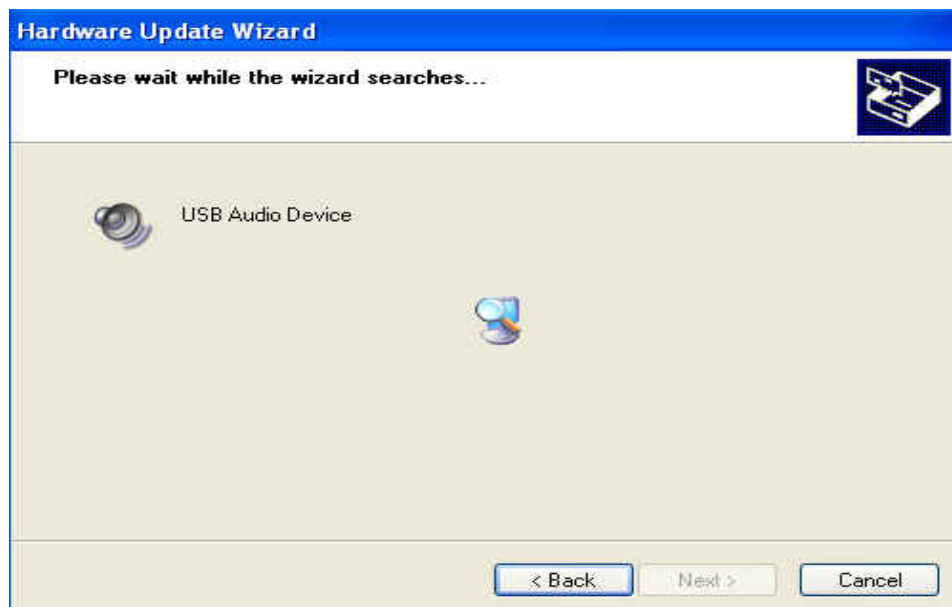 Hardware Update Wizard
Please wait while the wizard searches...
USB Audio Device
< Back
Next >
Cancel